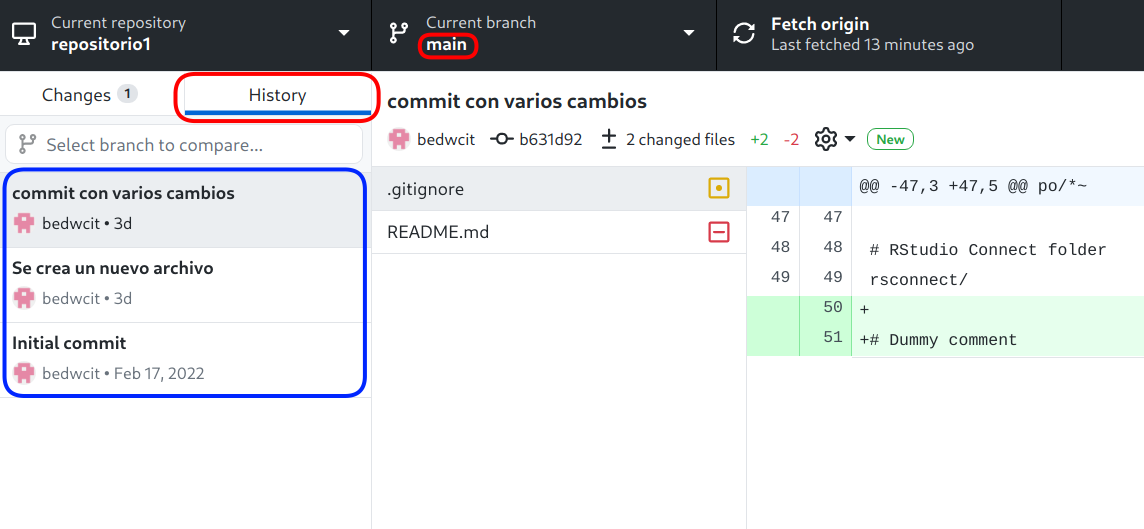 Current repository
repositorio1
Current branch
main
Fetch origin
Last fetched 13 minutes ago
Changes 1
History
Select branch to compare...
commit con varios cambios
bedwcit • 3d
Se crea un nuevo archivo
bedwcit • 3d
Initial commit
bedwcit • Feb 17, 2022
commit con varios cambios
bedwcit b631d92 2 changed files +2 -2 New
.gitignore
README.md
@@ -47,3 +47,5 @@ po/*~
47 47
48 48 # RStudio Connect folder
49 49 rsconnect/
50 +
51 +# Dummy comment